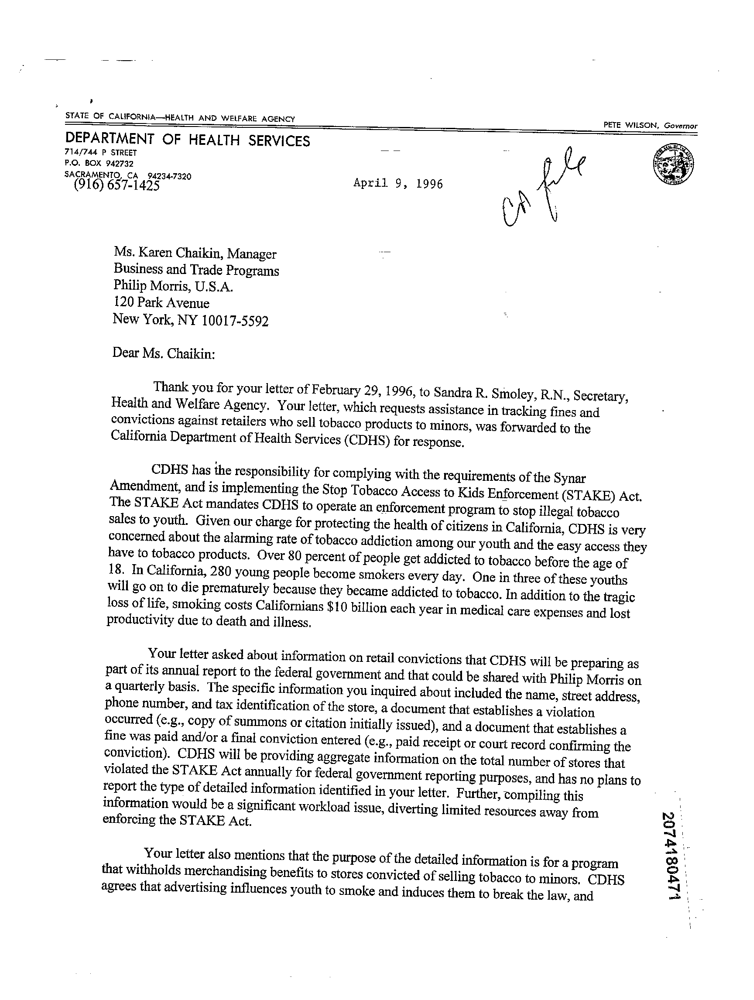 STATE OF CALIFORNIA—HEALTH AND WELFARE AGENCY
PETE WILSON, Governor
DEPARTMENT OF HEALTH SERVICES
714/744 P STREET
P.O. BOX 942732
SACRAMENTO, CA 94234-7320
(916) 657-1425
April 9, 1996
CA file
Ms. Karen Chaikin, Manager
Business and Trade Programs
Philip Morris, U.S.A.
120 Park Avenue
New York, NY 10017-5592
Dear Ms. Chaikin:
Thank you for your letter of February 29, 1996, to Sandra R. Smoley, R.N., Secretary,
Health and Welfare Agency. Your letter, which requests assistance in tracking fines and
convictions against retailers who sell tobacco products to minors, was forwarded to the
California Department of Health Services (CDHS) for response.
CDHS has the responsibility for complying with the requirements of the Synar
Amendment, and is implementing the Stop Tobacco Access to Kids Enforcement (STAKE) Act.
The STAKE Act mandates CDHS to operate an enforcement program to stop illegal tobacco
sales to youth. Given our charge for protecting the health of citizens in California, CDHS is very
concerned about the alarming rate of tobacco addiction among our youth and the easy access they
have to tobacco products. Over 80 percent of people get addicted to tobacco before the age of
18. In California, 280 young people become smokers every day. One in three of these youths
will go on to die prematurely because they became addicted to tobacco. In addition to the tragic
loss of life, smoking costs Californians $10 billion each year in medical care expenses and lost
productivity due to death and illness.
Your letter asked about information on retail convictions that CDHS will be preparing as
part of its annual report to the federal government and that could be shared with Philip Morris on
a quarterly basis. The specific information you inquired about included the name, street address,
phone number, and tax identification of the store, a document that establishes a violation
occurred (e.g., copy of summons or citation initially issued), and a document that establishes a
fine was paid and/or a final conviction entered (e.g., paid receipt or court record confirming the
conviction). CDHS will be providing aggregate information on the total number of stores that
violated the STAKE Act annually for federal government reporting purposes, and has no plans to
report the type of detailed information identified in your letter. Further, compiling this
information would be a significant workload issue, diverting limited resources away from
enforcing the STAKE Act.
Your letter also mentions that the purpose of the detailed information is for a program
that withholds merchandising benefits to stores convicted of selling tobacco to minors. CDHS
agrees that advertising influences youth to smoke and induces them to break the law, and
2074180471